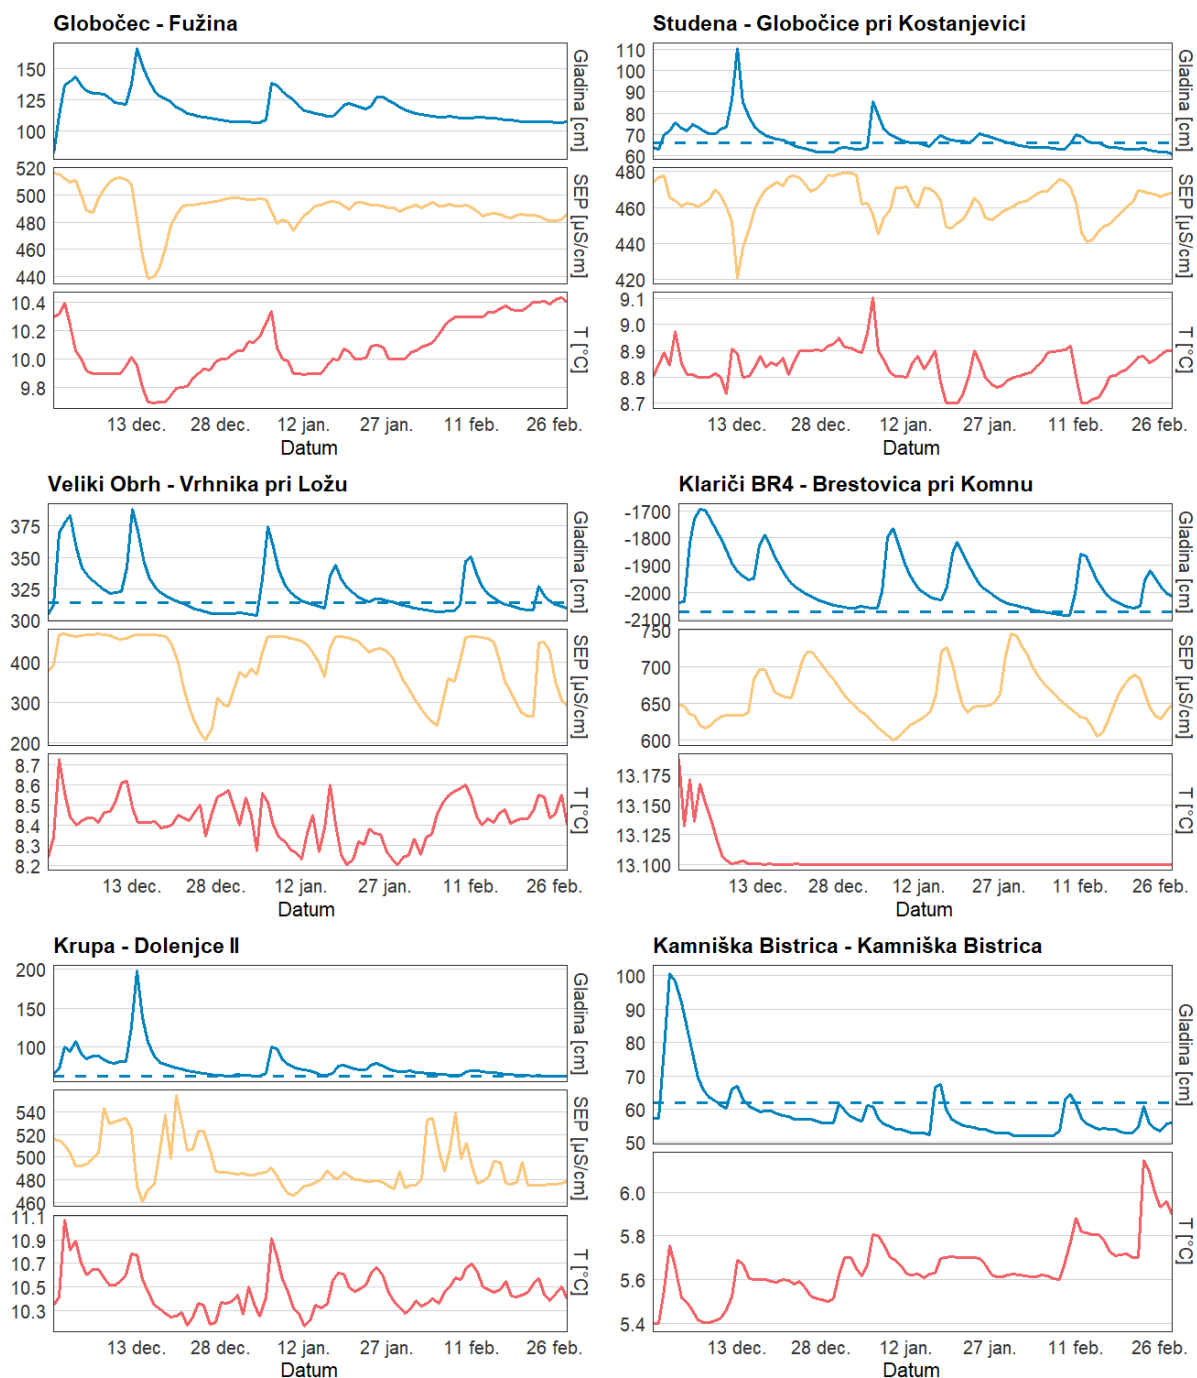 Globočec - Fužina
150
125
100
Gladina [cm]
520
500
480
460
440
SEP [µS/cm]
10.4
10.2
10.0
9.8
T [°C]
13 dec. 28 dec. 12 jan. 27 jan. 11 feb. 26 feb.
Datum
Studena - Globočice pri Kostanjevici
110
100
90
80
70
60
Gladina [cm]
480
460
440
420
SEP [µS/cm]
9.1
9.0
8.9
8.8
8.7
T [°C]
13 dec. 28 dec. 12 jan. 27 jan. 11 feb. 26 feb.
Datum
Veliki Obrh - Vrhnika pri Ložu
375
350
325
300
Gladina [cm]
400
300
200
SEP [µS/cm]
8.7
8.6
8.5
8.4
8.3
8.2
T [°C]
13 dec. 28 dec. 12 jan. 27 jan. 11 feb. 26 feb.
Datum
Klariči BR4 - Brestovica pri Komnu
-1700
-1800
-1900
-2000
-2100
Gladina [cm]
750
700
650
600
SEP [µS/cm]
13.175
13.150
13.125
13.100
T [°C]
13 dec. 28 dec. 12 jan. 27 jan. 11 feb. 26 feb.
Datum
Krupa - Dolenjce II
200
150
100
Gladina [cm]
540
520
500
480
460
SEP [µS/cm]
11.1
10.9
10.7
10.5
10.3
T [°C]
13 dec. 28 dec. 12 jan. 27 jan. 11 feb. 26 feb.
Datum
Kamniška Bistrica - Kamniška Bistrica
100
90
80
70
60
50
Gladina [cm]
6.0
5.8
5.6
5.4
T [°C]
13 dec. 28 dec. 12 jan. 27 jan. 11 feb. 26 feb.
Datum